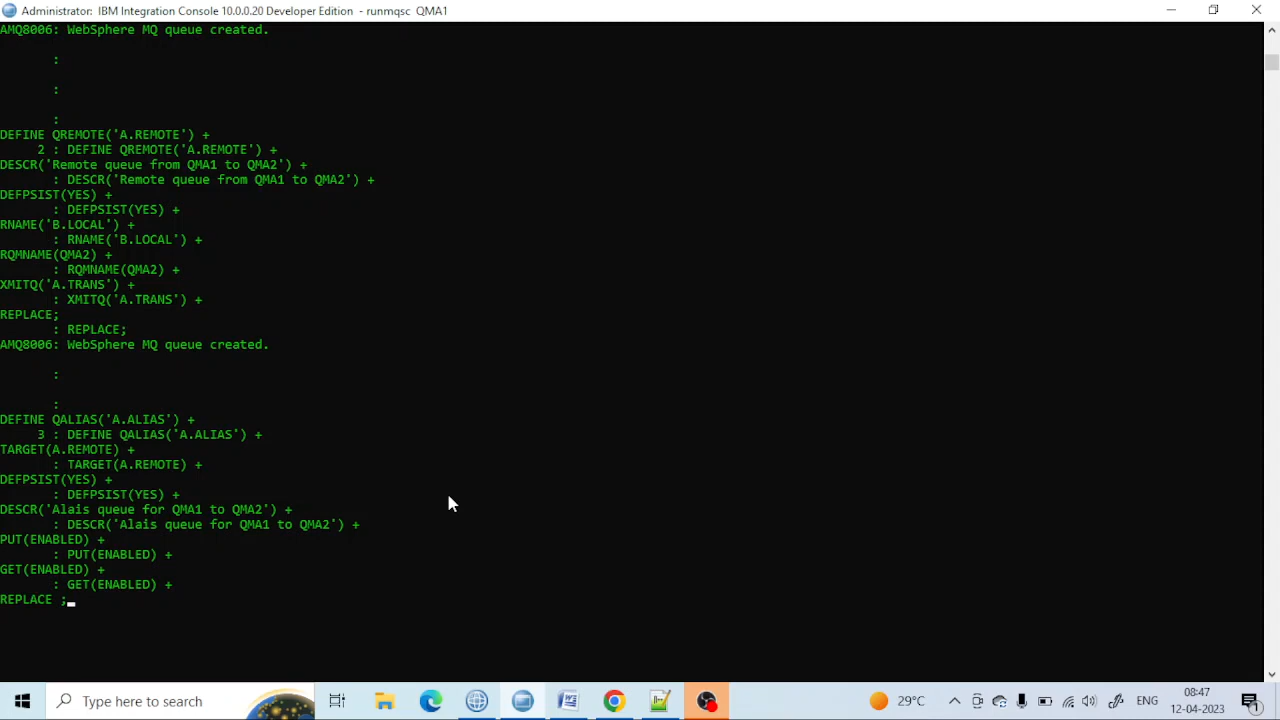 Administrator: IBM Integration Console 10.0.0.20 Developer Edition - runmqsc QMA1
AMQ8006: WebSphere MQ queue created.
:
:
:
DEFINE QREMOTE('A.REMOTE') +
2 : DEFINE QREMOTE('A.REMOTE') +
DESCR('Remote queue from QMA1 to QMA2') +
: DESCR('Remote queue from QMA1 to QMA2') +
DEFPSIST(YES) +
: DEFPSIST(YES) +
RNAME('B.LOCAL') +
: RNAME('B.LOCAL') +
RQMNAME(QMA2) +
: RQMNAME(QMA2) +
XMITQ('A.TRANS') +
: XMITQ('A.TRANS') +
REPLACE;
: REPLACE;
AMQ8006: WebSphere MQ queue created.
:
:
DEFINE QALIAS('A.ALIAS') +
3 : DEFINE QALIAS('A.ALIAS') +
TARGET(A.REMOTE) +
: TARGET(A.REMOTE) +
DEFPSIST(YES) +
: DEFPSIST(YES) +
DESCR('Alais queue for QMA1 to QMA2') +
: DESCR('Alais queue for QMA1 to QMA2') +
PUT(ENABLED) +
: PUT(ENABLED) +
GET(ENABLED) +
: GET(ENABLED) +
REPLACE ;
Type here to search
29°C
ENG
08:47
12-04-2023
1